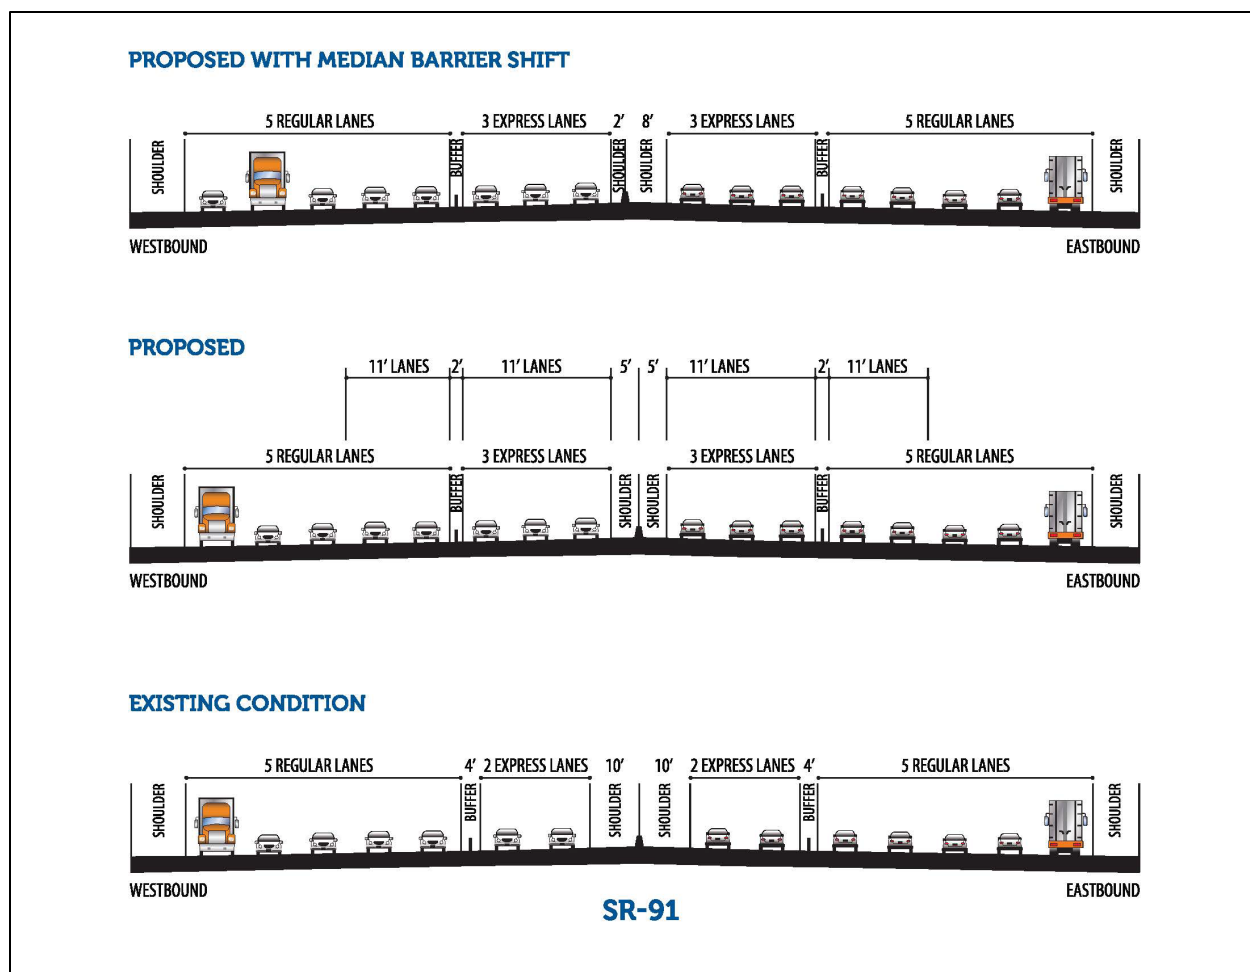 PROPOSED WITH MEDIAN BARRIER SHIFT
5 REGULAR LANES 3 EXPRESS LANES 2' 8' 3 EXPRESS LANES 5 REGULAR LANES
SHOULDER BUFFER SHOULDER SHOULDER BUFFER SHOULDER
WESTBOUND EASTBOUND
PROPOSED
11' LANES 2' 11' LANES 5' 5' 11' LANES 2' 11' LANES
5 REGULAR LANES 3 EXPRESS LANES 3 EXPRESS LANES 5 REGULAR LANES
SHOULDER BUFFER SHOULDER SHOULDER BUFFER SHOULDER
WESTBOUND EASTBOUND
EXISTING CONDITION
5 REGULAR LANES 4' 2 EXPRESS LANES 10' 10' 2 EXPRESS LANES 4' 5 REGULAR LANES
SHOULDER BUFFER SHOULDER SHOULDER BUFFER SHOULDER
WESTBOUND EASTBOUND
SR-91